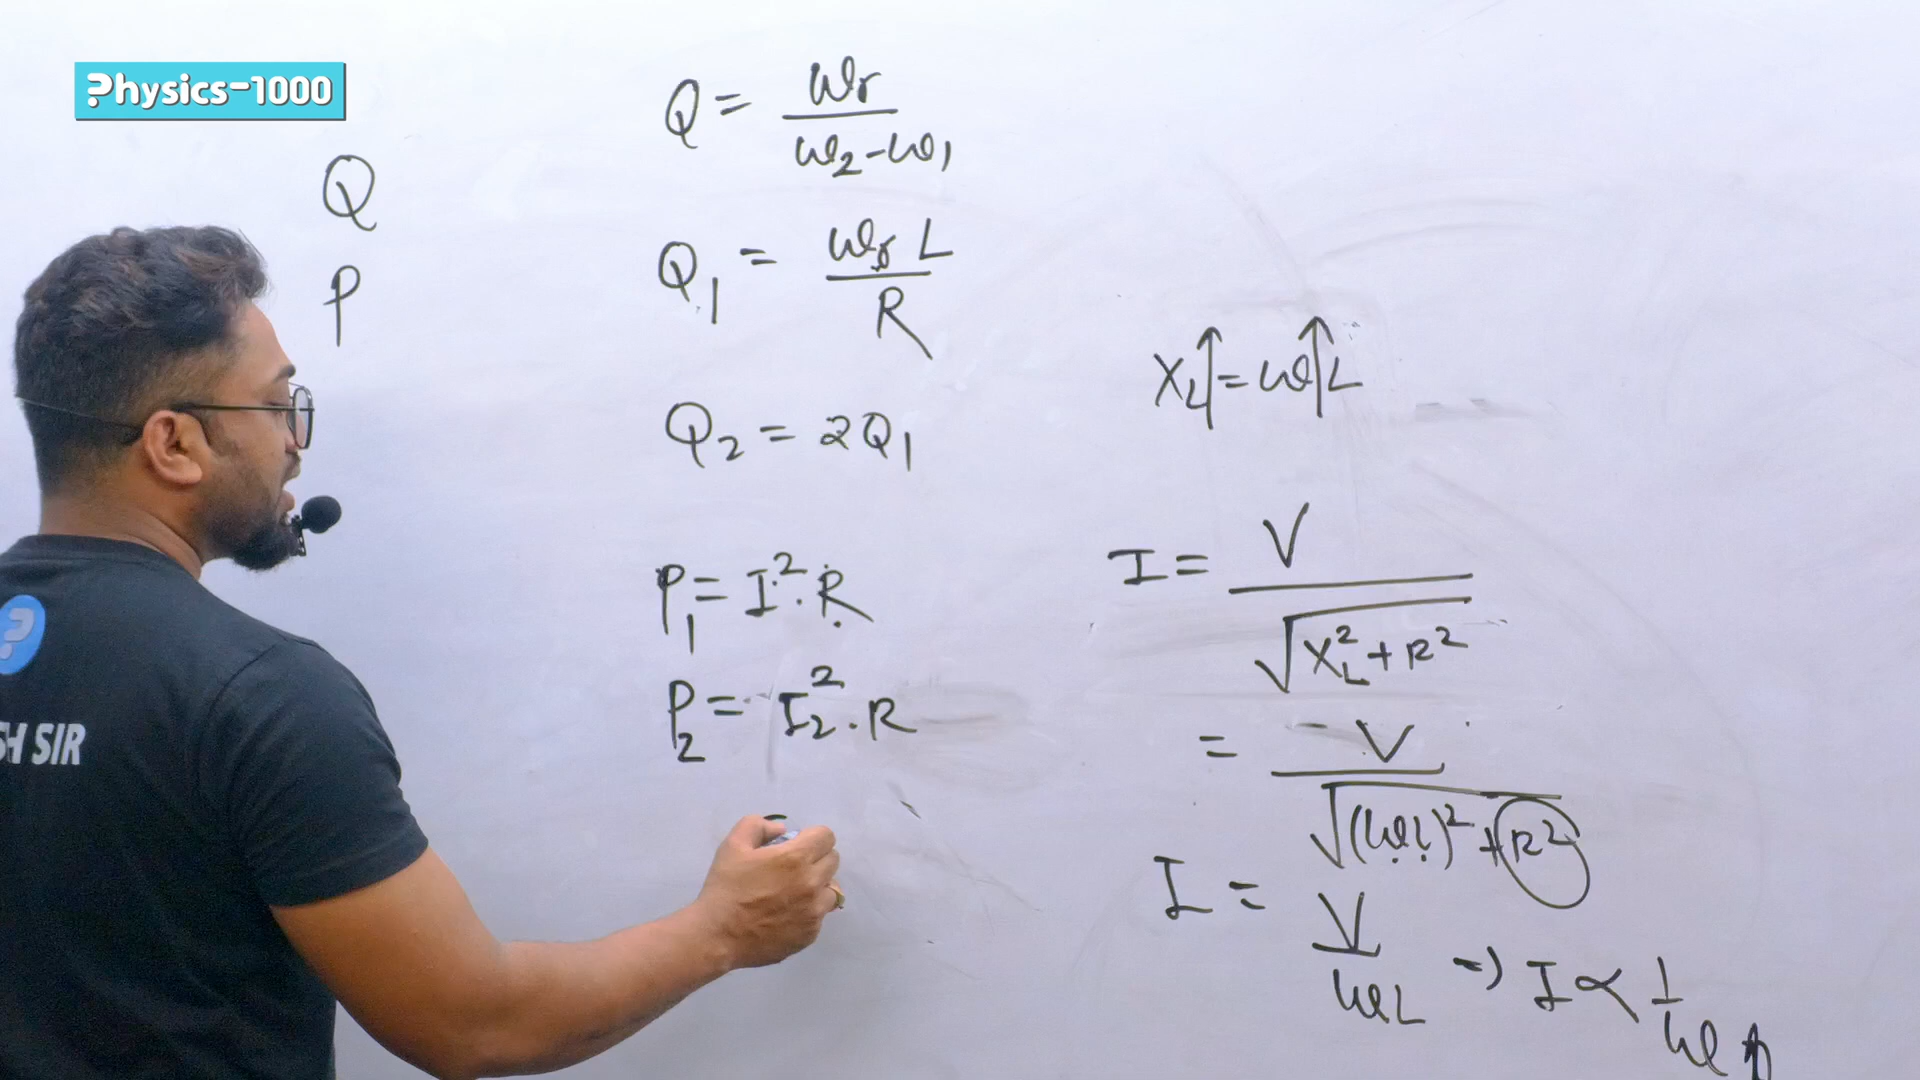 Physics-1000
Q
P
Q = ωr / ω2 - ω1
Q1 = ωr L / R
Q2 = 2Q1
P1 = I². R
P2 = I2². R
XL↑ = ω↑L
I = V / √XL² + R²
= V / √(ωL)² + R²
I = V / ωL ⇒ I ∝ 1 / ω
?
SH SIR